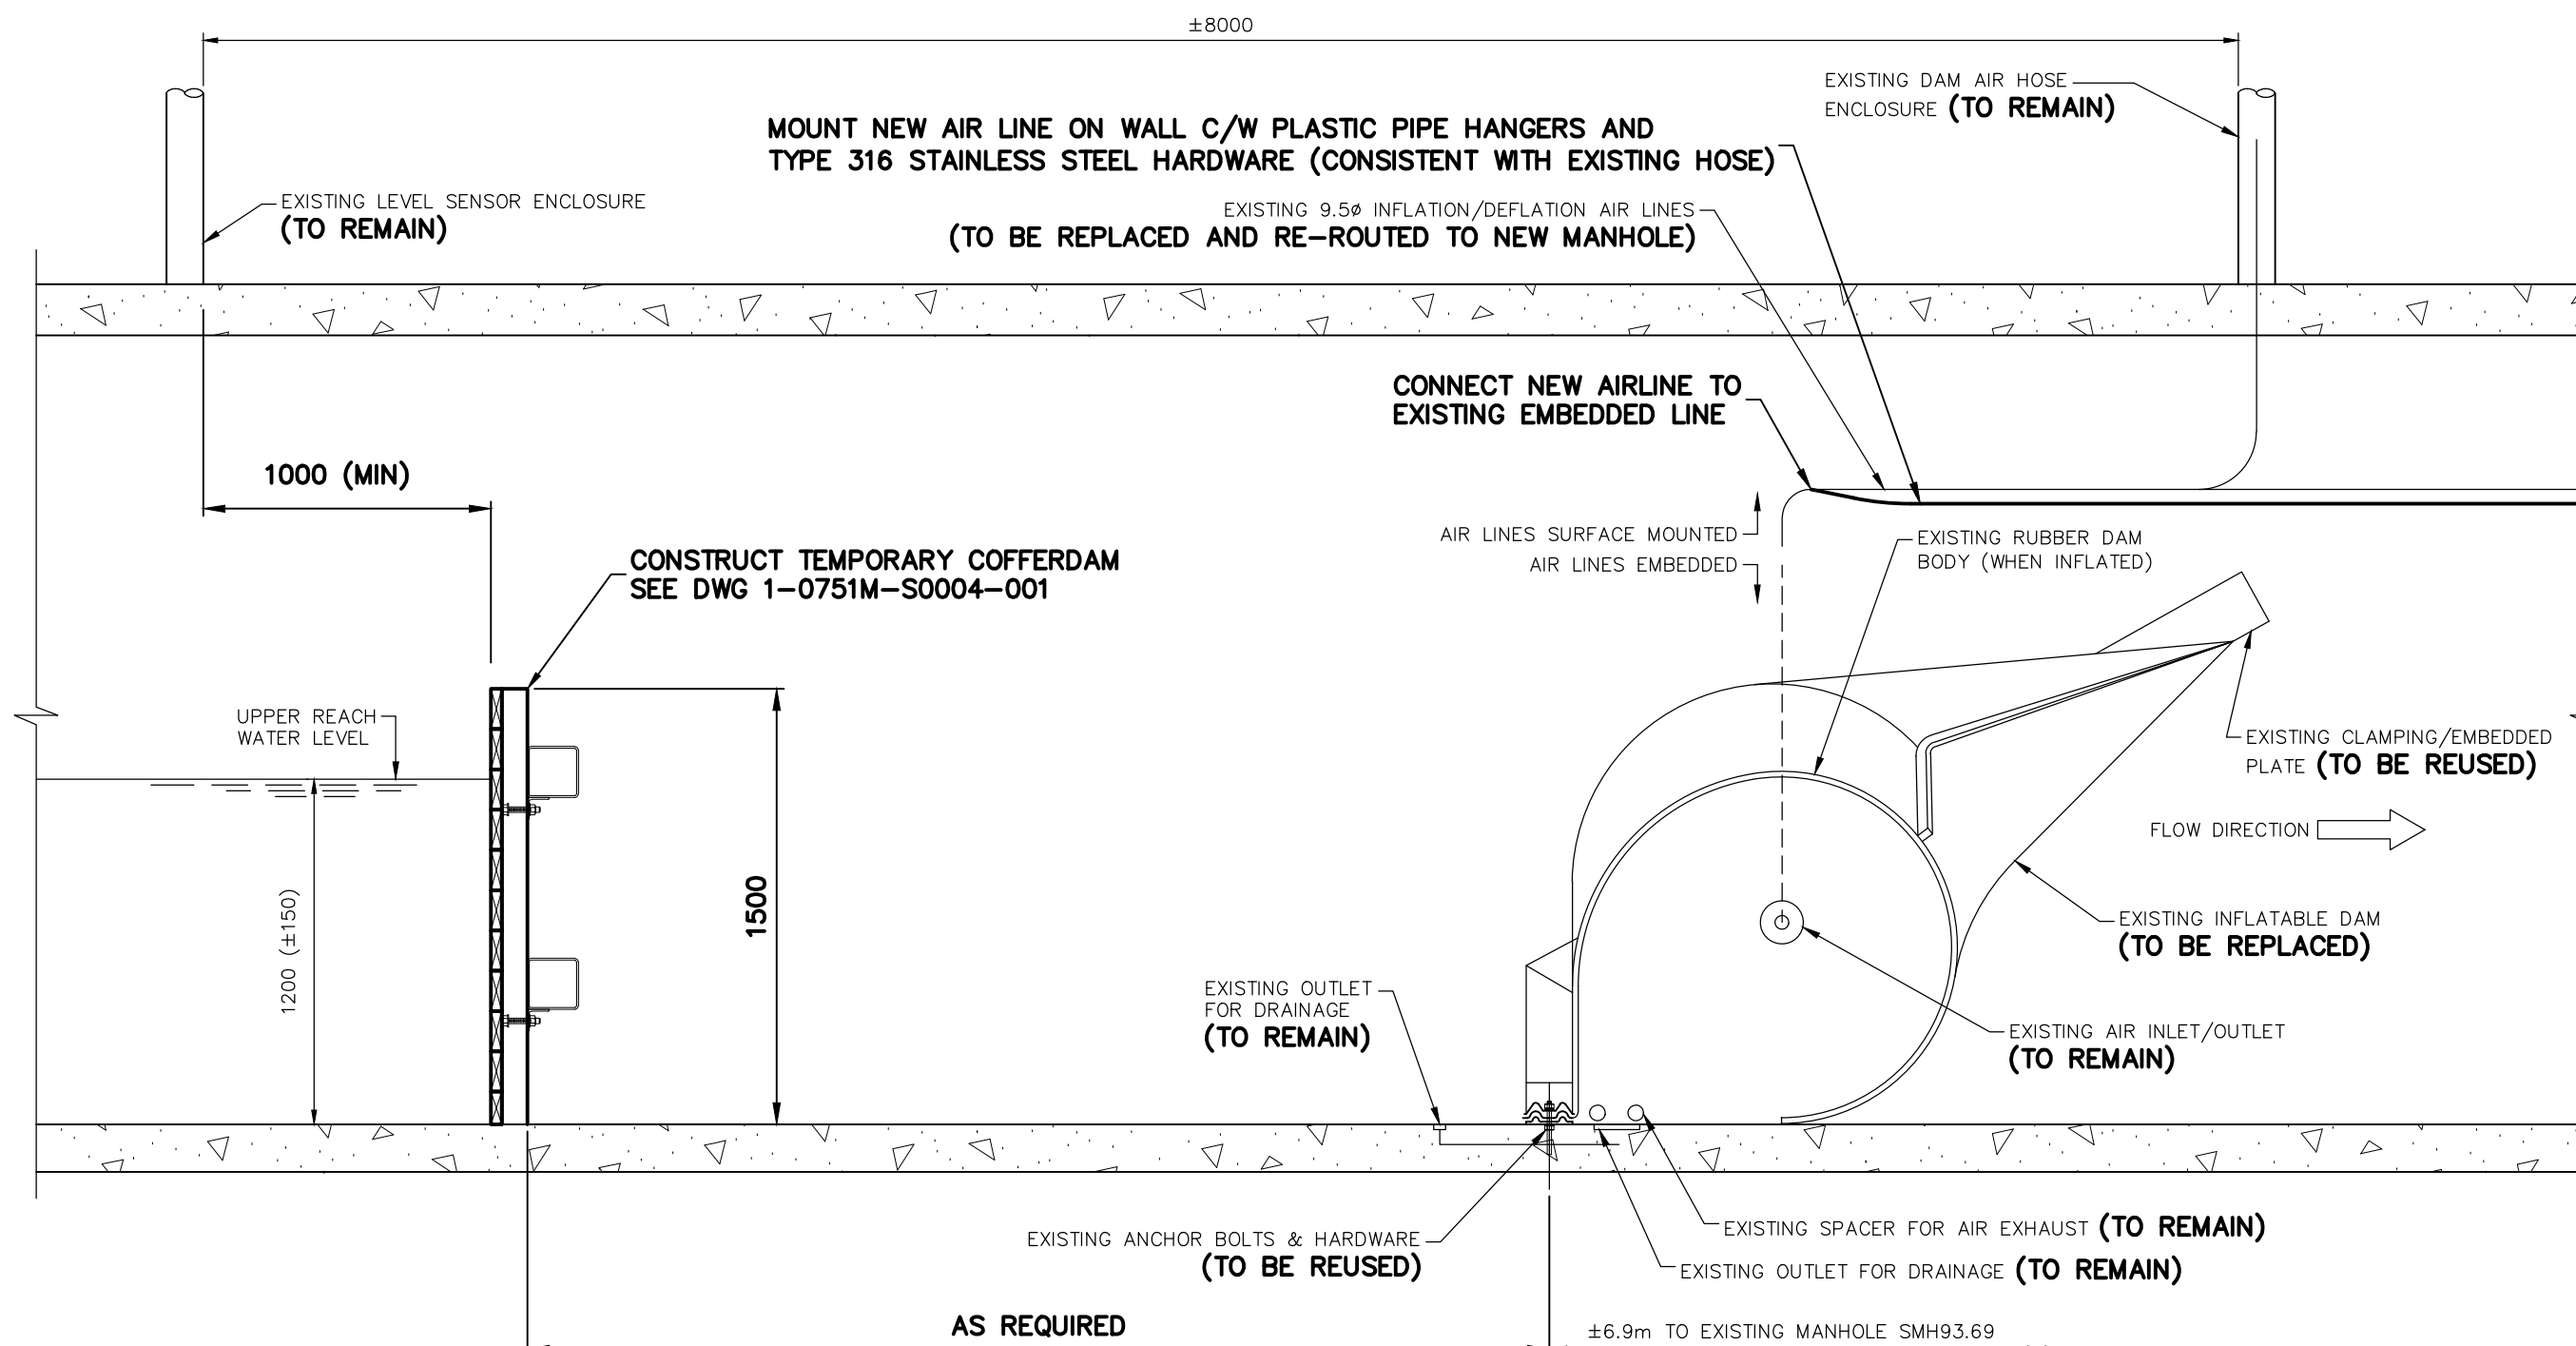 ±8000
EXISTING DAM AIR HOSE
ENCLOSURE (TO REMAIN)
MOUNT NEW AIR LINE ON WALL C/W PLASTIC PIPE HANGERS AND
TYPE 316 STAINLESS STEEL HARDWARE (CONSISTENT WITH EXISTING HOSE)
EXISTING LEVEL SENSOR ENCLOSURE
(TO REMAIN)
EXISTING 9.5ø INFLATION/DEFLATION AIR LINES
(TO BE REPLACED AND RE-ROUTED TO NEW MANHOLE)
CONNECT NEW AIRLINE TO
EXISTING EMBEDDED LINE
1000 (MIN)
AIR LINES SURFACE MOUNTED
AIR LINES EMBEDDED
EXISTING RUBBER DAM
BODY (WHEN INFLATED)
CONSTRUCT TEMPORARY COFFERDAM
SEE DWG 1-0751M-S0004-001
UPPER REACH
WATER LEVEL
EXISTING CLAMPING/EMBEDDED
PLATE (TO BE REUSED)
FLOW DIRECTION
1200 (±150)
1500
EXISTING INFLATABLE DAM
(TO BE REPLACED)
EXISTING OUTLET
FOR DRAINAGE
(TO REMAIN)
EXISTING AIR INLET/OUTLET
(TO REMAIN)
EXISTING ANCHOR BOLTS & HARDWARE
(TO BE REUSED)
EXISTING SPACER FOR AIR EXHAUST (TO REMAIN)
EXISTING OUTLET FOR DRAINAGE (TO REMAIN)
AS REQUIRED
±6.9m TO EXISTING MANHOLE SMH93.69